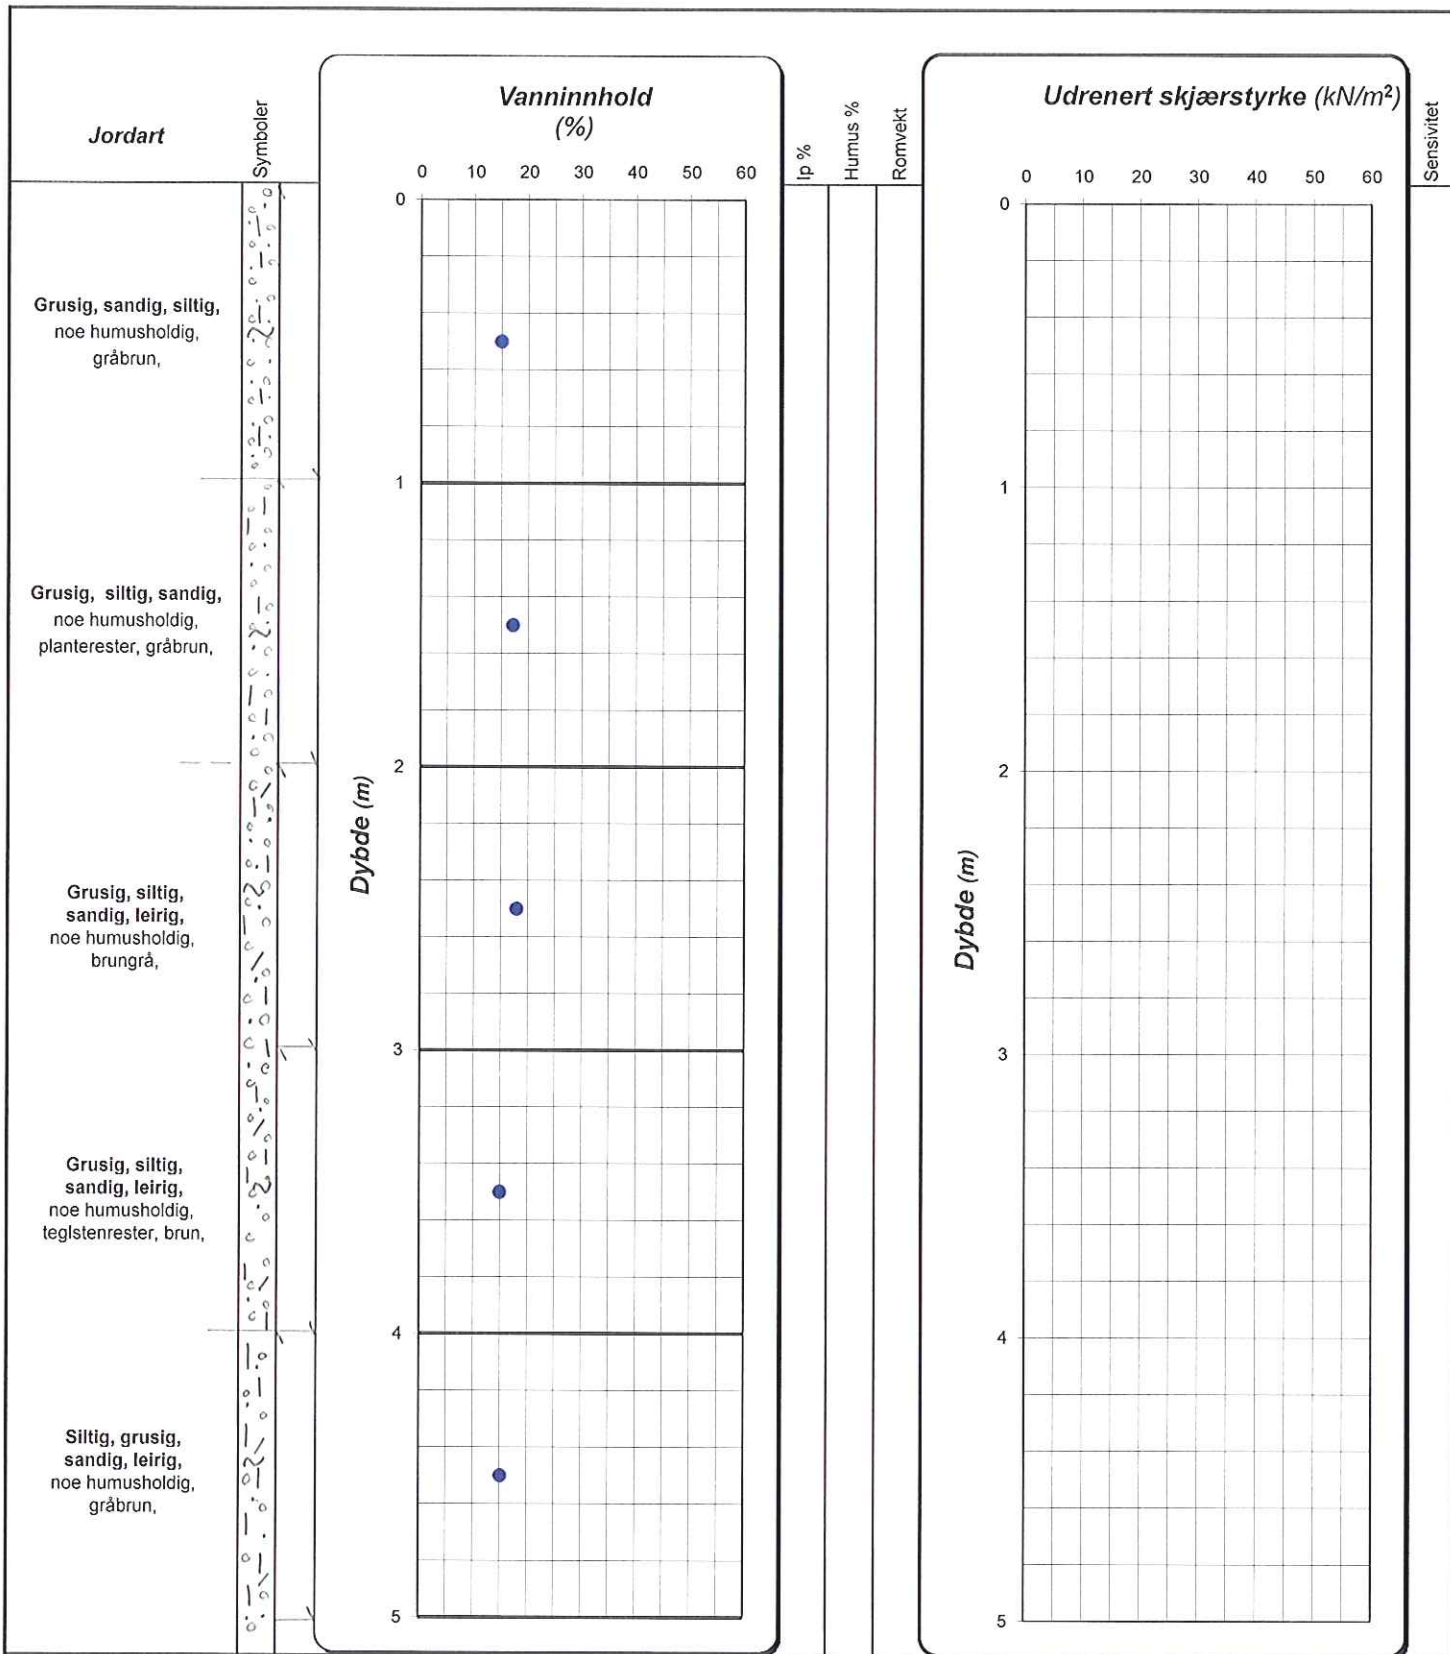 Jordart
Symboler
Vanninnhold
(%)
0 10 20 30 40 50 60
0
1
2
3
4
5
Dybde (m)
Ip %
Humus %
Romvekt
Udrenert skjærstyrke (kN/m²)
0 10 20 30 40 50 60
0
1
2
3
4
5
Dybde (m)
Sensivitet
Grusig, sandig, siltig,
noe humusholdig,
gråbrun,
Grusig, siltig, sandig,
noe humusholdig,
planterester, gråbrun,
Grusig, siltig,
sandig, leirig,
noe humusholdig,
brungrå,
Grusig, siltig,
sandig, leirig,
noe humusholdig,
teglstenrester, brun,
Siltig, grusig,
sandig, leirig,
noe humusholdig,
gråbrun,